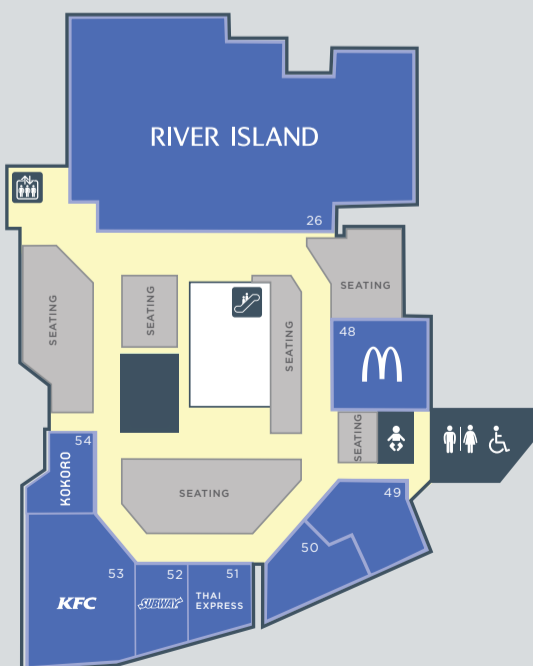 RIVER ISLAND
26
SEATING
SEATING
SEATING
SEATING
48
SEATING
54
KOKORO
SEATING
49
50
53
52
51
KFC
SUBWAY
THAI
EXPRESS